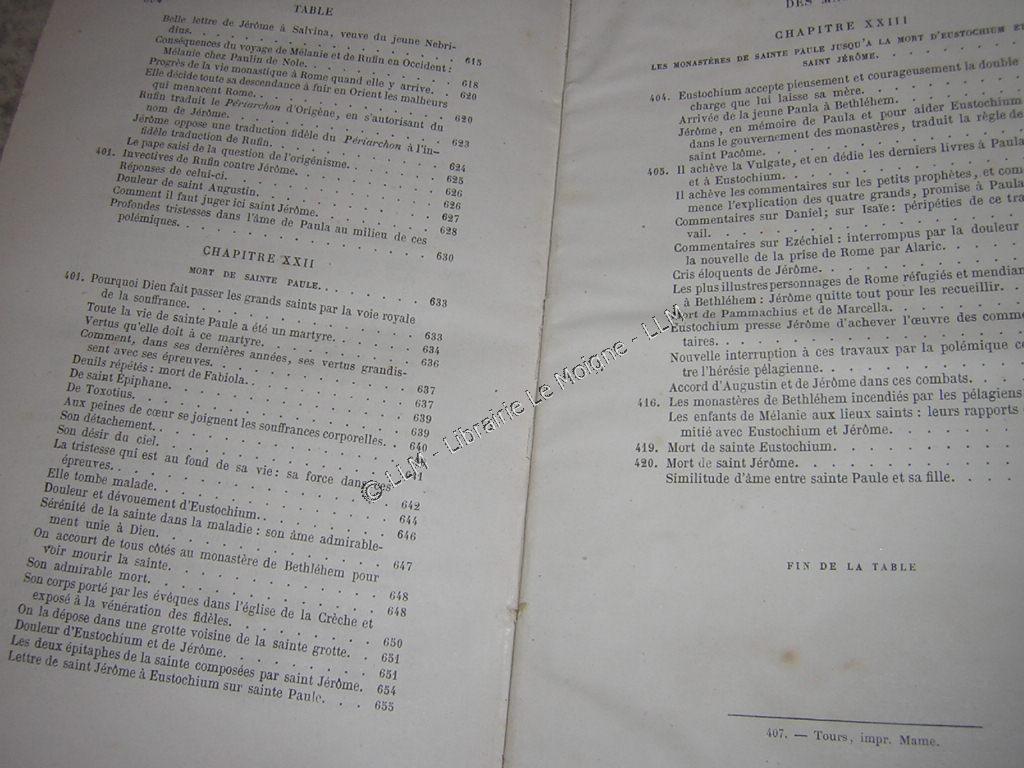 TABLE
Belle lettre de Jérôme à Salvina, veuve du jeune Nebri-
dius. 615
Conséquences du voyage de Mélanie et de Rufin en Occident :
Mélanie chez Paulin de Nole. 618
Progrès de la vie monastique à Rome quand elle y arrive. 620
Elle décide toute sa descendance à fuir en Orient les malheurs
qui menacent Rome. 620
Rufin traduit le Périarchon d'Origène, en s'autorisant du
nom de Jérôme. 623
Jérôme oppose une traduction fidèle du Périarchon à l'in-
fidèle traduction de Rufin. 624
Le pape saisi de la question de l'origénisme. 625
401. Invectives de Rufin contre Jérôme. 626
Réponses de celui-ci. 626
Douleur de saint Augustin. 627
Comment il faut juger ici saint Jérôme. 628
Profondes tristesses dans l'âme de Paula au milieu de ces
polémiques. 630
CHAPITRE XXII
MORT DE SAINTE PAULE. 633
401. Pourquoi Dieu fait passer les grands saints par la voie royale
de la souffrance. 633
Toute la vie de sainte Paule a été un martyre. 634
Vertus qu'elle doit à ce martyre. 636
Comment, dans ses dernières années, ses vertus grandis-
sent avec ses épreuves. 637
Deuils répétés : mort de Fabiola. 637
De saint Épiphane. 639
De Toxotius. 639
Aux peines de cœur se joignent les souffrances corporelles. 640
Son détachement.
Son désir du ciel.
La tristesse qui est au fond de sa vie : sa force dans ses
épreuves. 642
Elle tombe malade. 644
Douleur et dévouement d'Eustochium. 646
Sérénité de la sainte dans la maladie : son âme admirable-
ment unie à Dieu. 647
On accourt de tous côtés au monastère de Bethléhem pour
voir mourir la sainte. 648
Son admirable mort. 648
Son corps porté par les évêques dans l'église de la Crèche et
exposé à la vénération des fidèles. 650
On la dépose dans une grotte voisine de la sainte grotte. 651
Douleur d'Eustochium et de Jérôme. 651
Les deux épitaphes de la sainte composées par saint Jérôme. 654
Lettre de saint Jérôme à Eustochium sur sainte Paule. 655
DES
CHAPITRE XXIII
LES MONASTÈRES DE SAINTE PAULE JUSQU'A LA MORT D'EUSTOCHIUM ET
SAINT JÉRÔME.
404. Eustochium accepte pieusement et courageusement la double
charge que lui laisse sa mère.
Arrivée de la jeune Paula à Bethléhem.
Jérôme, en mémoire de Paula et pour aider Eustochium
dans le gouvernement des monastères, traduit la règle de
saint Pacôme.
405. Il achève la Vulgate, et en dédie les derniers livres à Paula
et à Eustochium.
Il achève les commentaires sur les petits prophètes, et com
mence l'explication des quatre grands, promise à Paula
Commentaires sur Daniel; sur Isaïe : péripéties de ce tra
vail.
Commentaires sur Ezéchiel : interrompus par la douleur
la nouvelle de la prise de Rome par Alaric.
Cris éloquents de Jérôme.
Les plus illustres personnages de Rome réfugiés et mendian
à Bethléhem : Jérôme quitte tout pour les recueillir.
Mort de Pammachius et de Marcella.
Eustochium presse Jérôme d'achever l'œuvre des comme
taires.
Nouvelle interruption à ces travaux par la polémique co
tre l'hérésie pélagienne.
Accord d'Augustin et de Jérôme dans ces combats.
416. Les monastères de Bethléhem incendiés par les pélagiens
Les enfants de Mélanie aux lieux saints : leurs rapports
mitié avec Eustochium et Jérôme.
419. Mort de sainte Eustochium.
420. Mort de saint Jérôme.
Similitude d'âme entre sainte Paule et sa fille.
FIN DE LA TABLE
407. — Tours, impr. Mame.
© LLM - Librairie Le Moigne - LLM